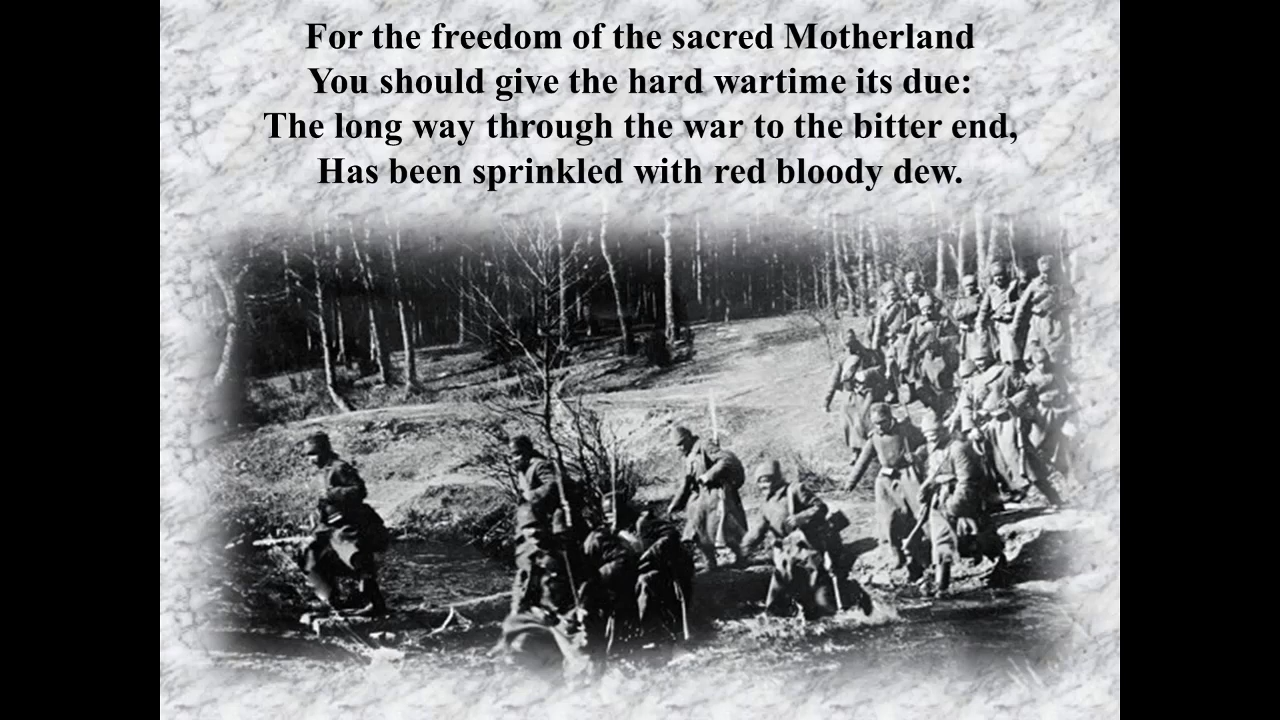 For the freedom of the sacred Motherland
You should give the hard wartime its due:
The long way through the war to the bitter end,
Has been sprinkled with red bloody dew.